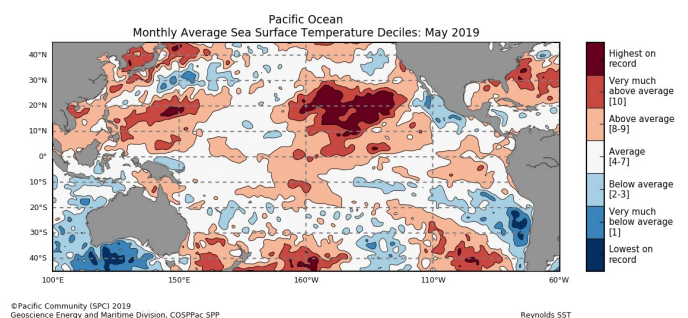 Pacific Ocean
Monthly Average Sea Surface Temperature Deciles: May 2019
40°N
30°N
20°N
10°N
0°
10°S
20°S
30°S
40°S
100°E
150°E
160°W
110°W
60°W
Highest on
record
Very much
above average
[10]
Above average
[8-9]
Average
[4-7]
Below average
[2-3]
Very much
below average
[1]
Lowest on
record
©Pacific Community (SPC) 2019
Geoscience Energy and Maritime Division, COSPPac SPP
Reynolds SST